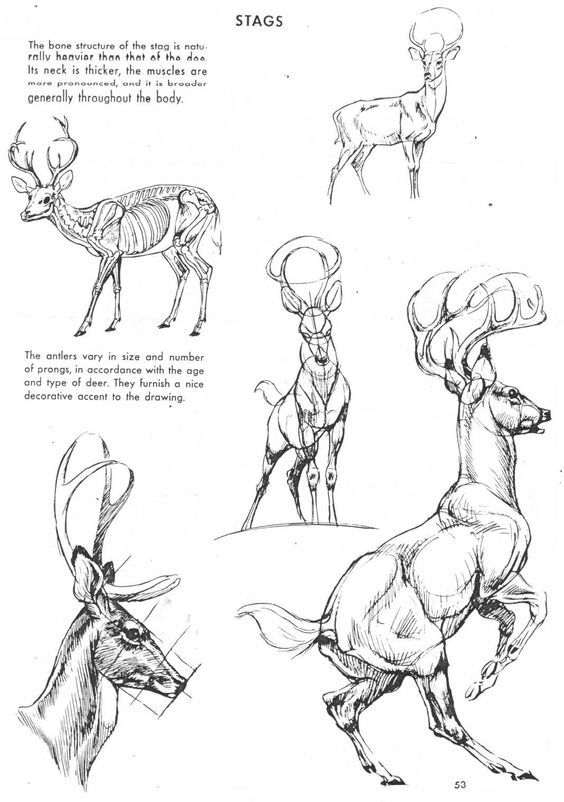 STAGS
The bone structure of the stag is natu-
rally heavier than that of the doe.
Its neck is thicker, the muscles are
more pronounced, and it is broader
generally throughout the body.
The antlers vary in size and number
of prongs, in accordance with the age
and type of deer. They furnish a nice
decorative accent to the drawing.
53